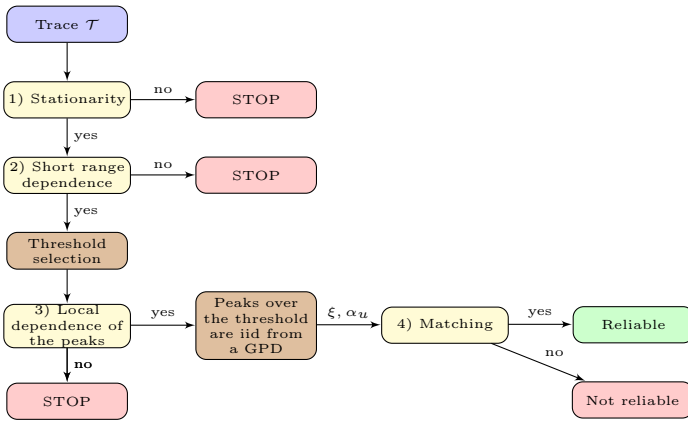 Trace 𝒯
1) Stationarity
no
STOP
yes
2) Short range
dependence
no
STOP
yes
Threshold
selection
3) Local
dependence of
the peaks
yes
Peaks over
the threshold
are iid from
a GPD
ξ, αᵤ
4) Matching
yes
Reliable
no
Not reliable
no
STOP